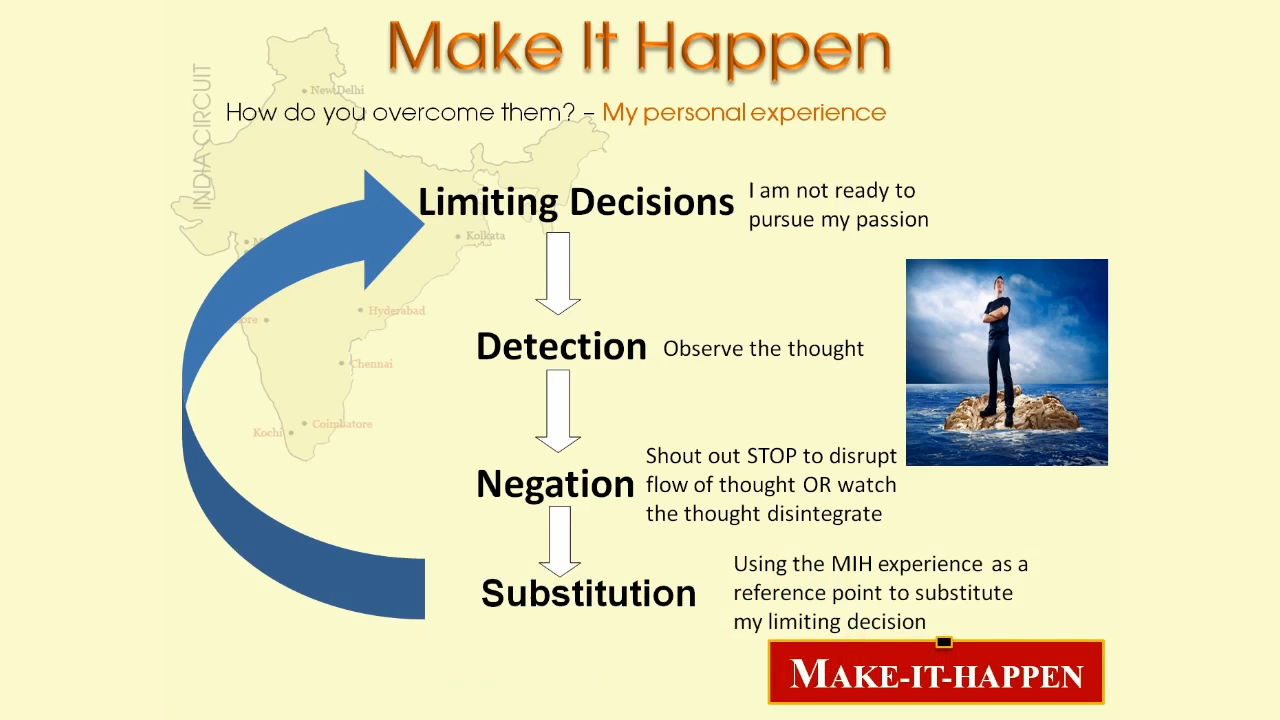 Make It Happen
INDIA CIRCUIT
New Delhi
How do you overcome them? – My personal experience
Limiting Decisions
I am not ready to
pursue my passion
Kolkata
Hyderabad
Detection
Observe the thought
Chennai
Coimbatore
Kochi
Negation
Shout out STOP to disrupt
flow of thought OR watch
the thought disintegrate
Substitution
Using the MIH experience as a
reference point to substitute
my limiting decision
MAKE-IT-HAPPEN